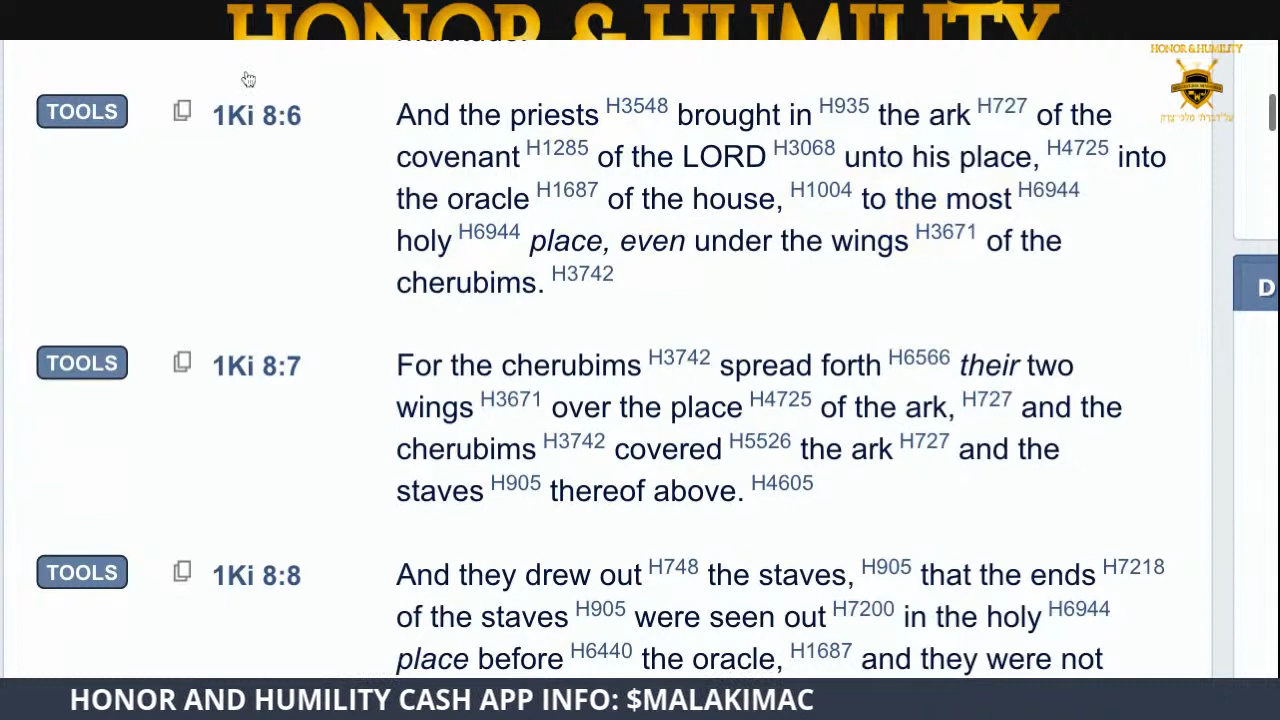 HONOR & HUMILITY
HONOR & HUMILITY
TOOLS 1Ki 8:6 And the priests H3548 brought in H935 the ark H727 of the
covenant H1285 of the LORD H3068 unto his place, H4725 into
the oracle H1687 of the house, H1004 to the most H6944
holy H6944 place, even under the wings H3671 of the
cherubims. H3742
TOOLS 1Ki 8:7 For the cherubims H3742 spread forth H6566 their two
wings H3671 over the place H4725 of the ark, H727 and the
cherubims H3742 covered H5526 the ark H727 and the
staves H905 thereof above. H4605
D
TOOLS 1Ki 8:8 And they drew out H748 the staves, H905 that the ends H7218
of the staves H905 were seen out H7200 in the holy H6944
place before H6440 the oracle, H1687 and they were not
HONOR AND HUMILITY CASH APP INFO: $MALAKIMAC